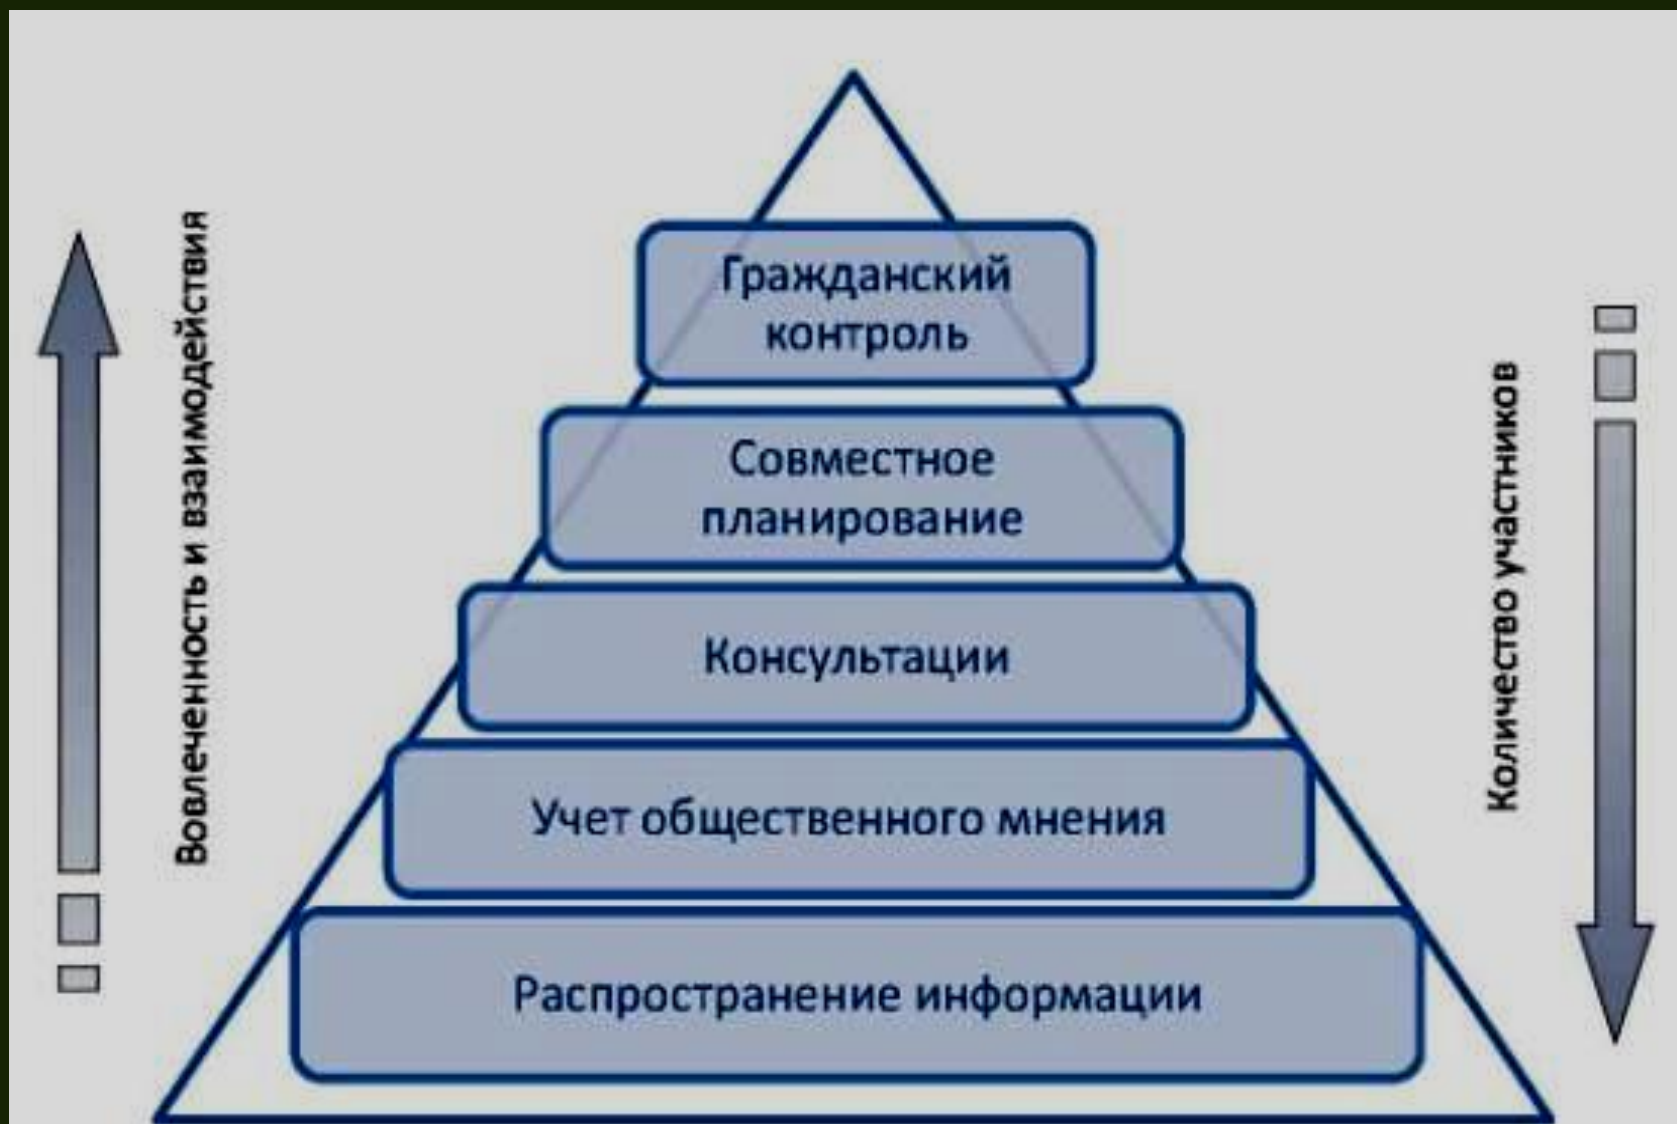 Гражданский
контроль
Совместное
планирование
Консультации
Учет общественного мнения
Распространение информации
Вовлеченность и взаимодействия
Количество участников